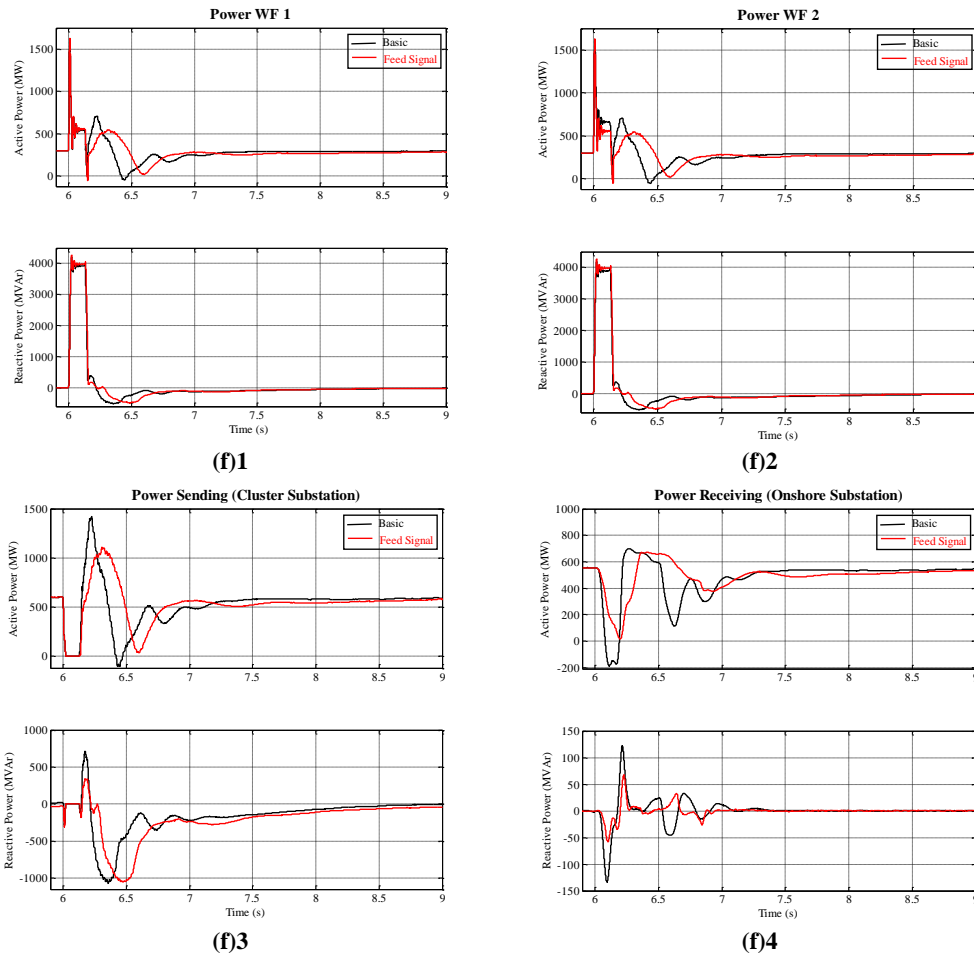 Power WF 1
Active Power (MW)
1500
1000
500
0
Basic
Feed Signal
6 6.5 7 7.5 8 8.5 9
Reactive Power (MVAr)
4000
3000
2000
1000
0
6 6.5 7 7.5 8 8.5 9
Time (s)
(f)1
Power WF 2
Active Power (MW)
1500
1000
500
0
Basic
Feed Signal
6 6.5 7 7.5 8 8.5 9
Reactive Power (MVAr)
4000
3000
2000
1000
0
6 6.5 7 7.5 8 8.5 9
Time (s)
(f)2
Power Sending (Cluster Substation)
Active Power (MW)
1500
1000
500
0
Basic
Feed Signal
6 6.5 7 7.5 8 8.5 9
Reactive Power (MVAr)
1000
500
0
-500
-1000
6 6.5 7 7.5 8 8.5 9
Time (s)
(f)3
Power Receiving (Onshore Substation)
Active Power (MW)
1000
800
600
400
200
0
-200
Basic
Feed Signal
6 6.5 7 7.5 8 8.5 9
Reactive Power (MVAr)
150
100
50
0
-50
-100
150
6 6.5 7 7.5 8 8.5 9
Time (s)
(f)4